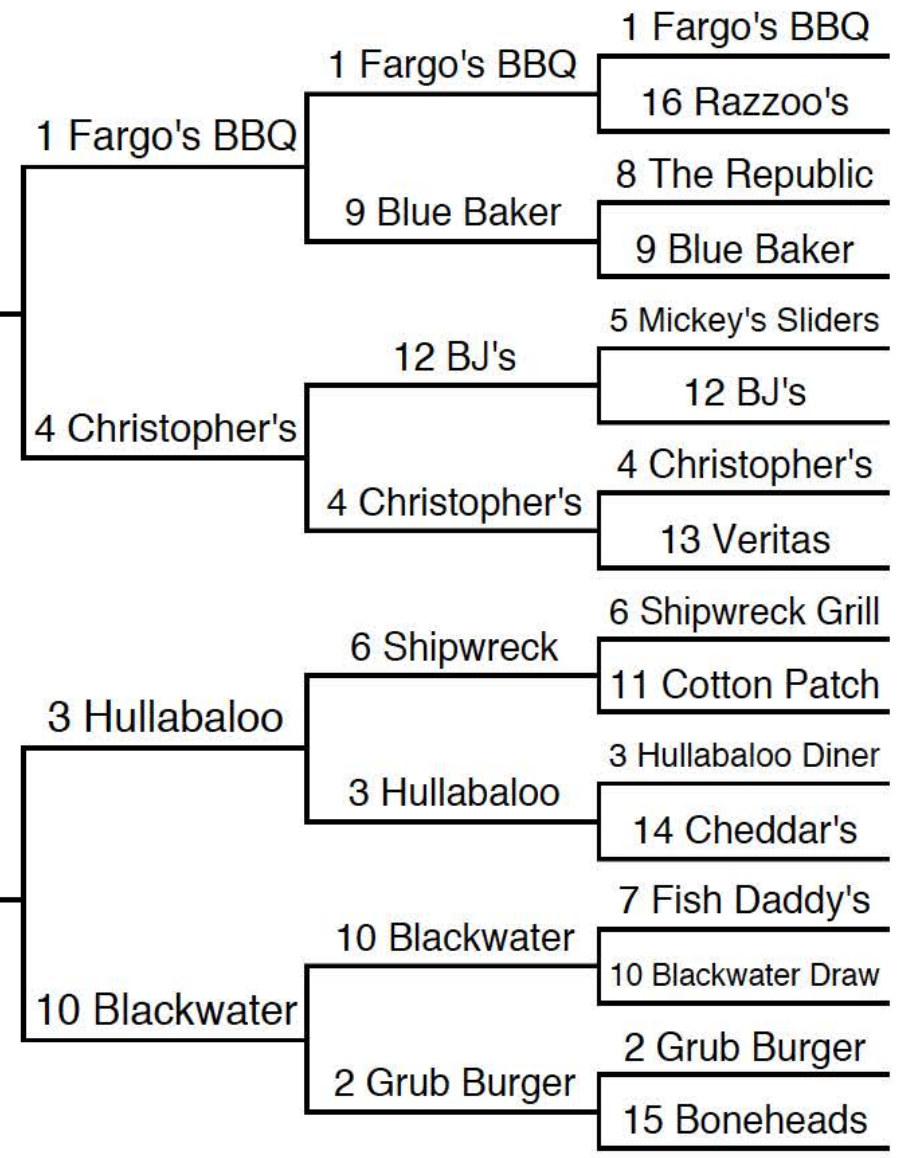 1 Fargo's BBQ
16 Razzoo's
8 The Republic
9 Blue Baker
5 Mickey's Sliders
12 BJ's
4 Christopher's
13 Veritas
6 Shipwreck Grill
11 Cotton Patch
3 Hullabaloo Diner
14 Cheddar's
7 Fish Daddy's
10 Blackwater Draw
2 Grub Burger
15 Boneheads
1 Fargo's BBQ
9 Blue Baker
12 BJ's
4 Christopher's
6 Shipwreck
3 Hullabaloo
10 Blackwater
2 Grub Burger
1 Fargo's BBQ
4 Christopher's
3 Hullabaloo
10 Blackwater